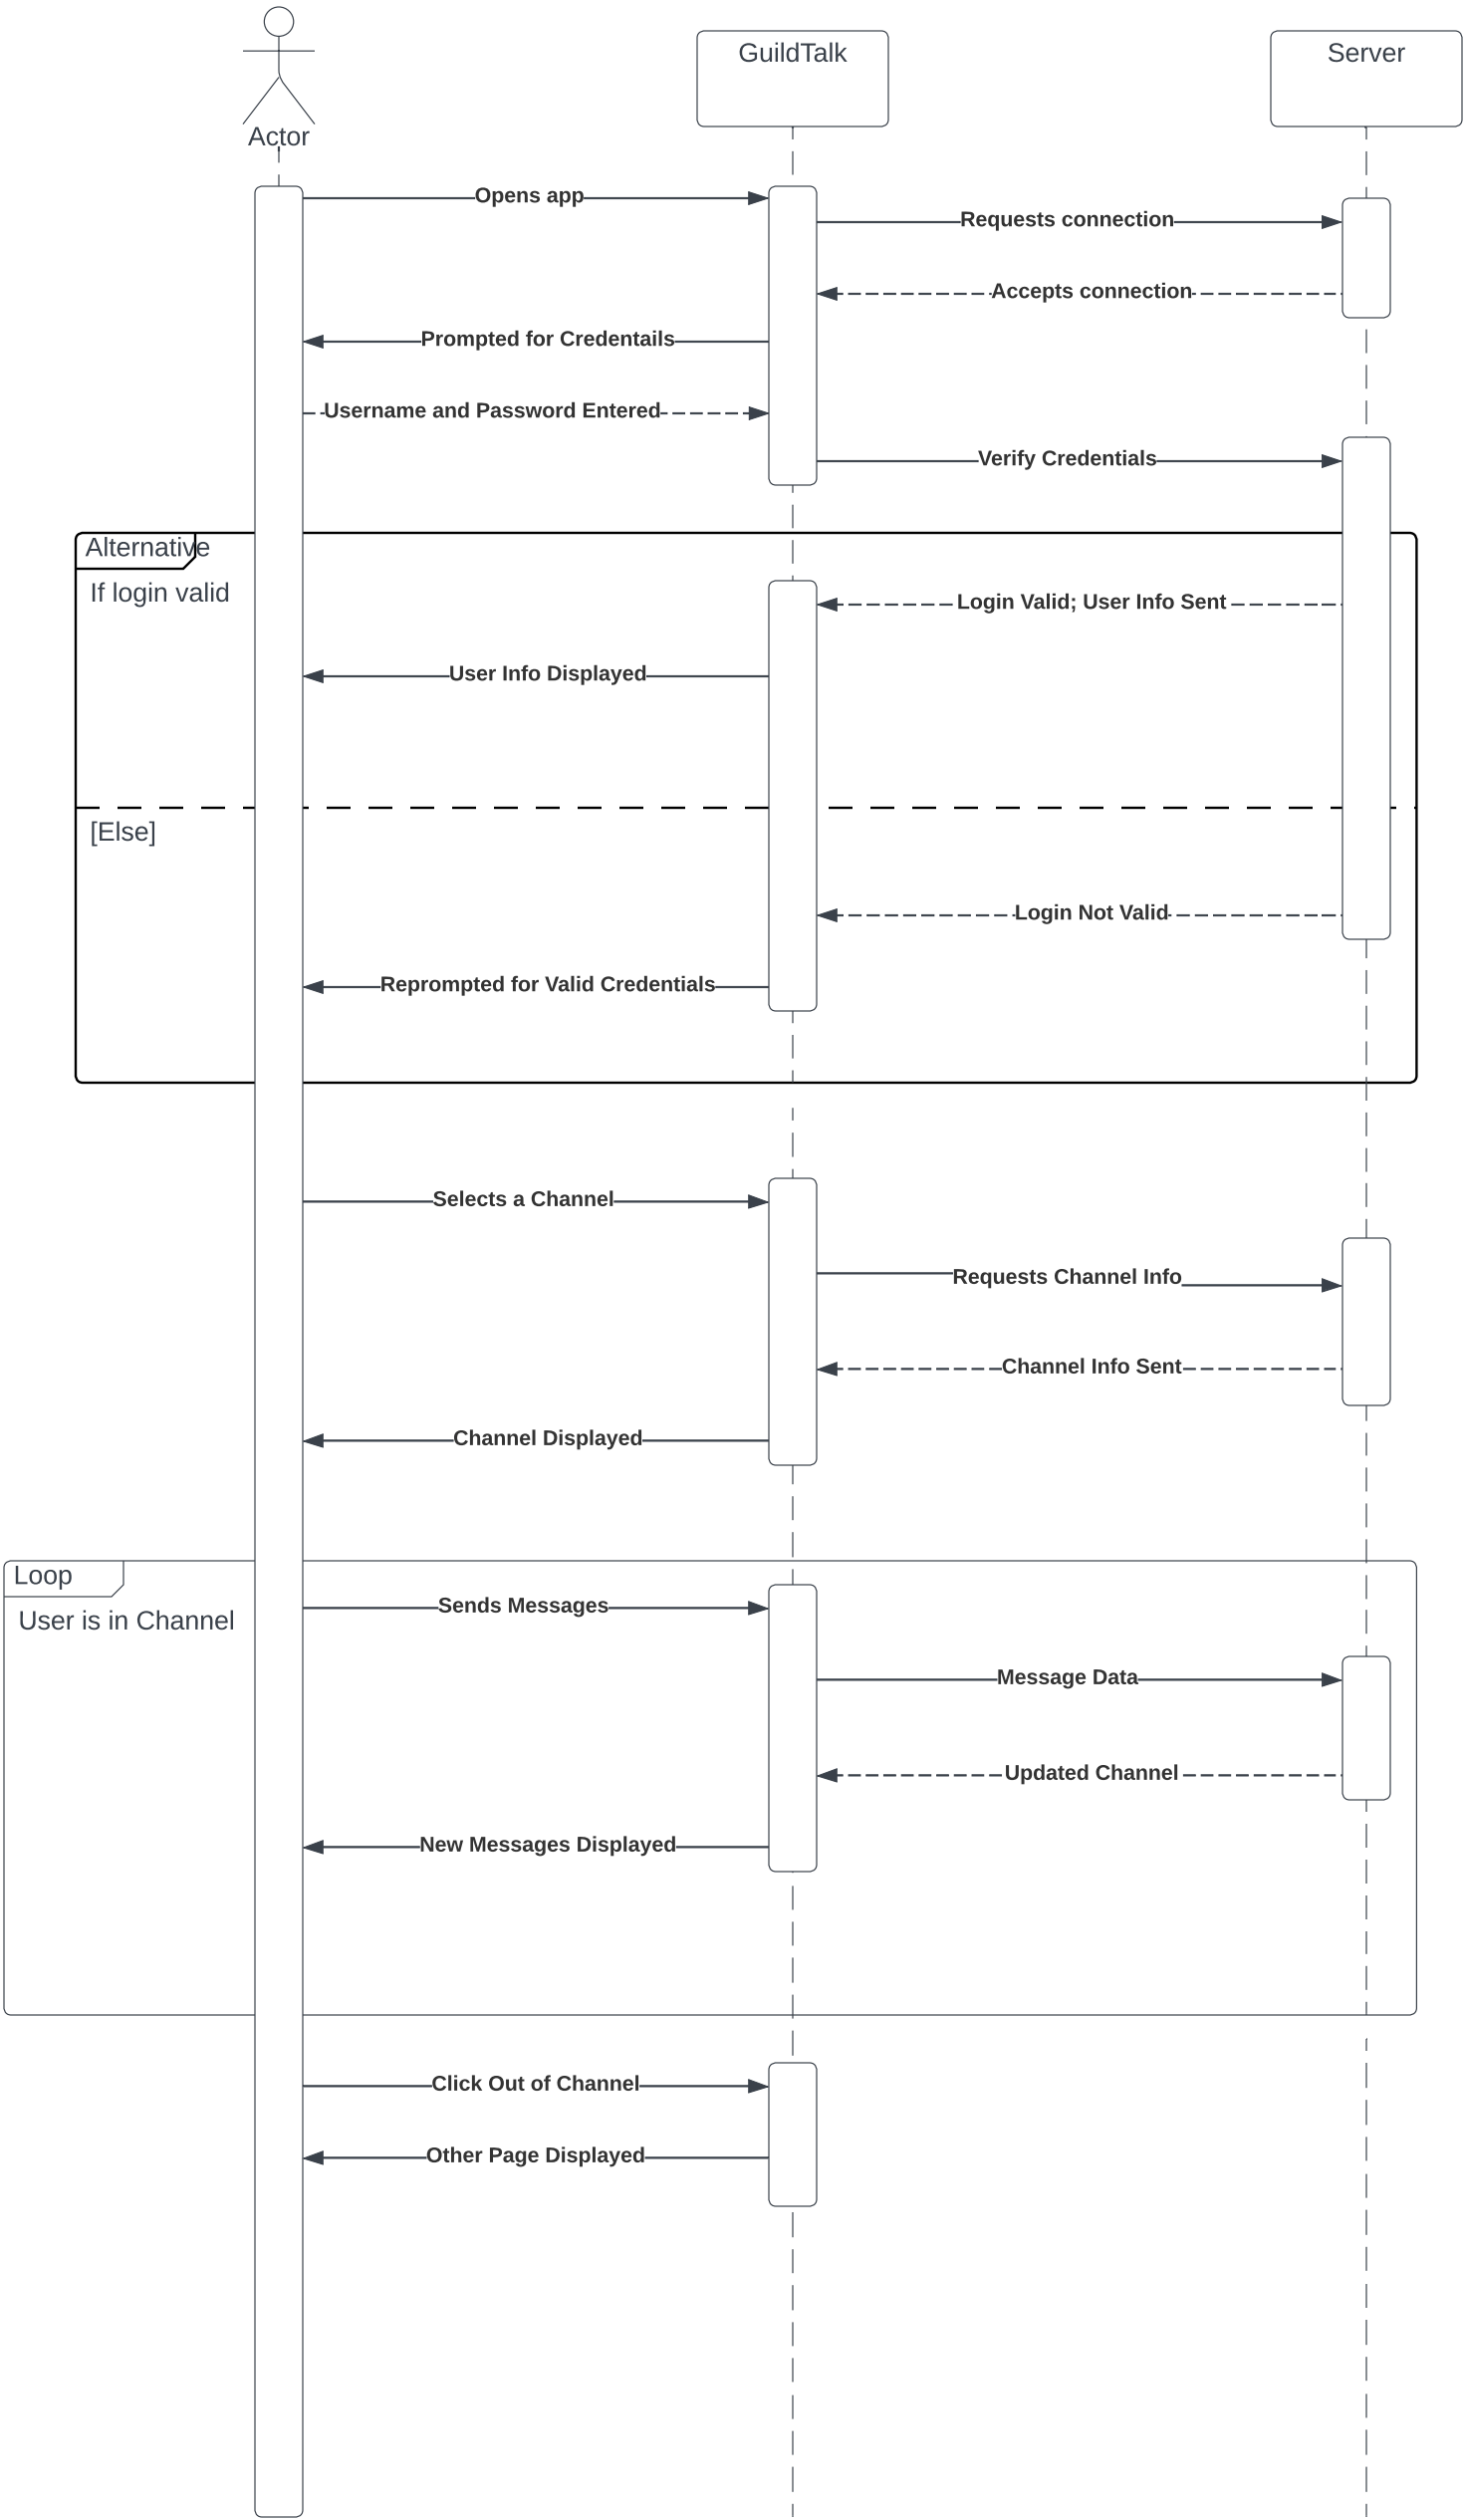 Actor
GuildTalk
Server
Opens app
Requests connection
Accepts connection
Prompted for Credentails
Username and Password Entered
Verify Credentials
Alternative
If login valid
Login Valid; User Info Sent
User Info Displayed
[Else]
Login Not Valid
Reprompted for Valid Credentials
Selects a Channel
Requests Channel Info
Channel Info Sent
Channel Displayed
Loop
User is in Channel
Sends Messages
Message Data
Updated Channel
New Messages Displayed
Click Out of Channel
Other Page Displayed